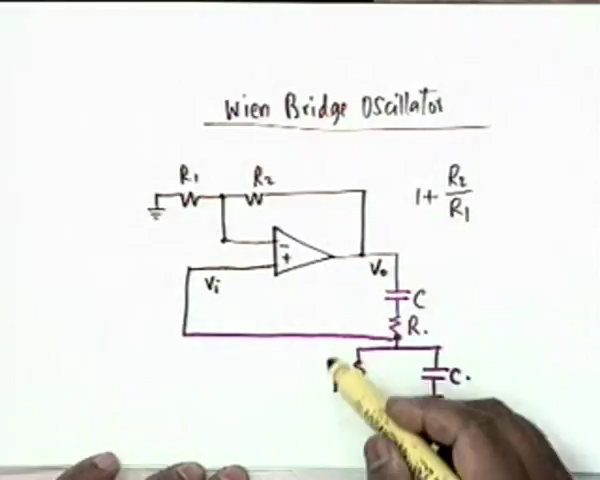 Wien Bridge Oscillator
R1 R2
1 + R2/R1
Vi
Vo
C
R.
C.